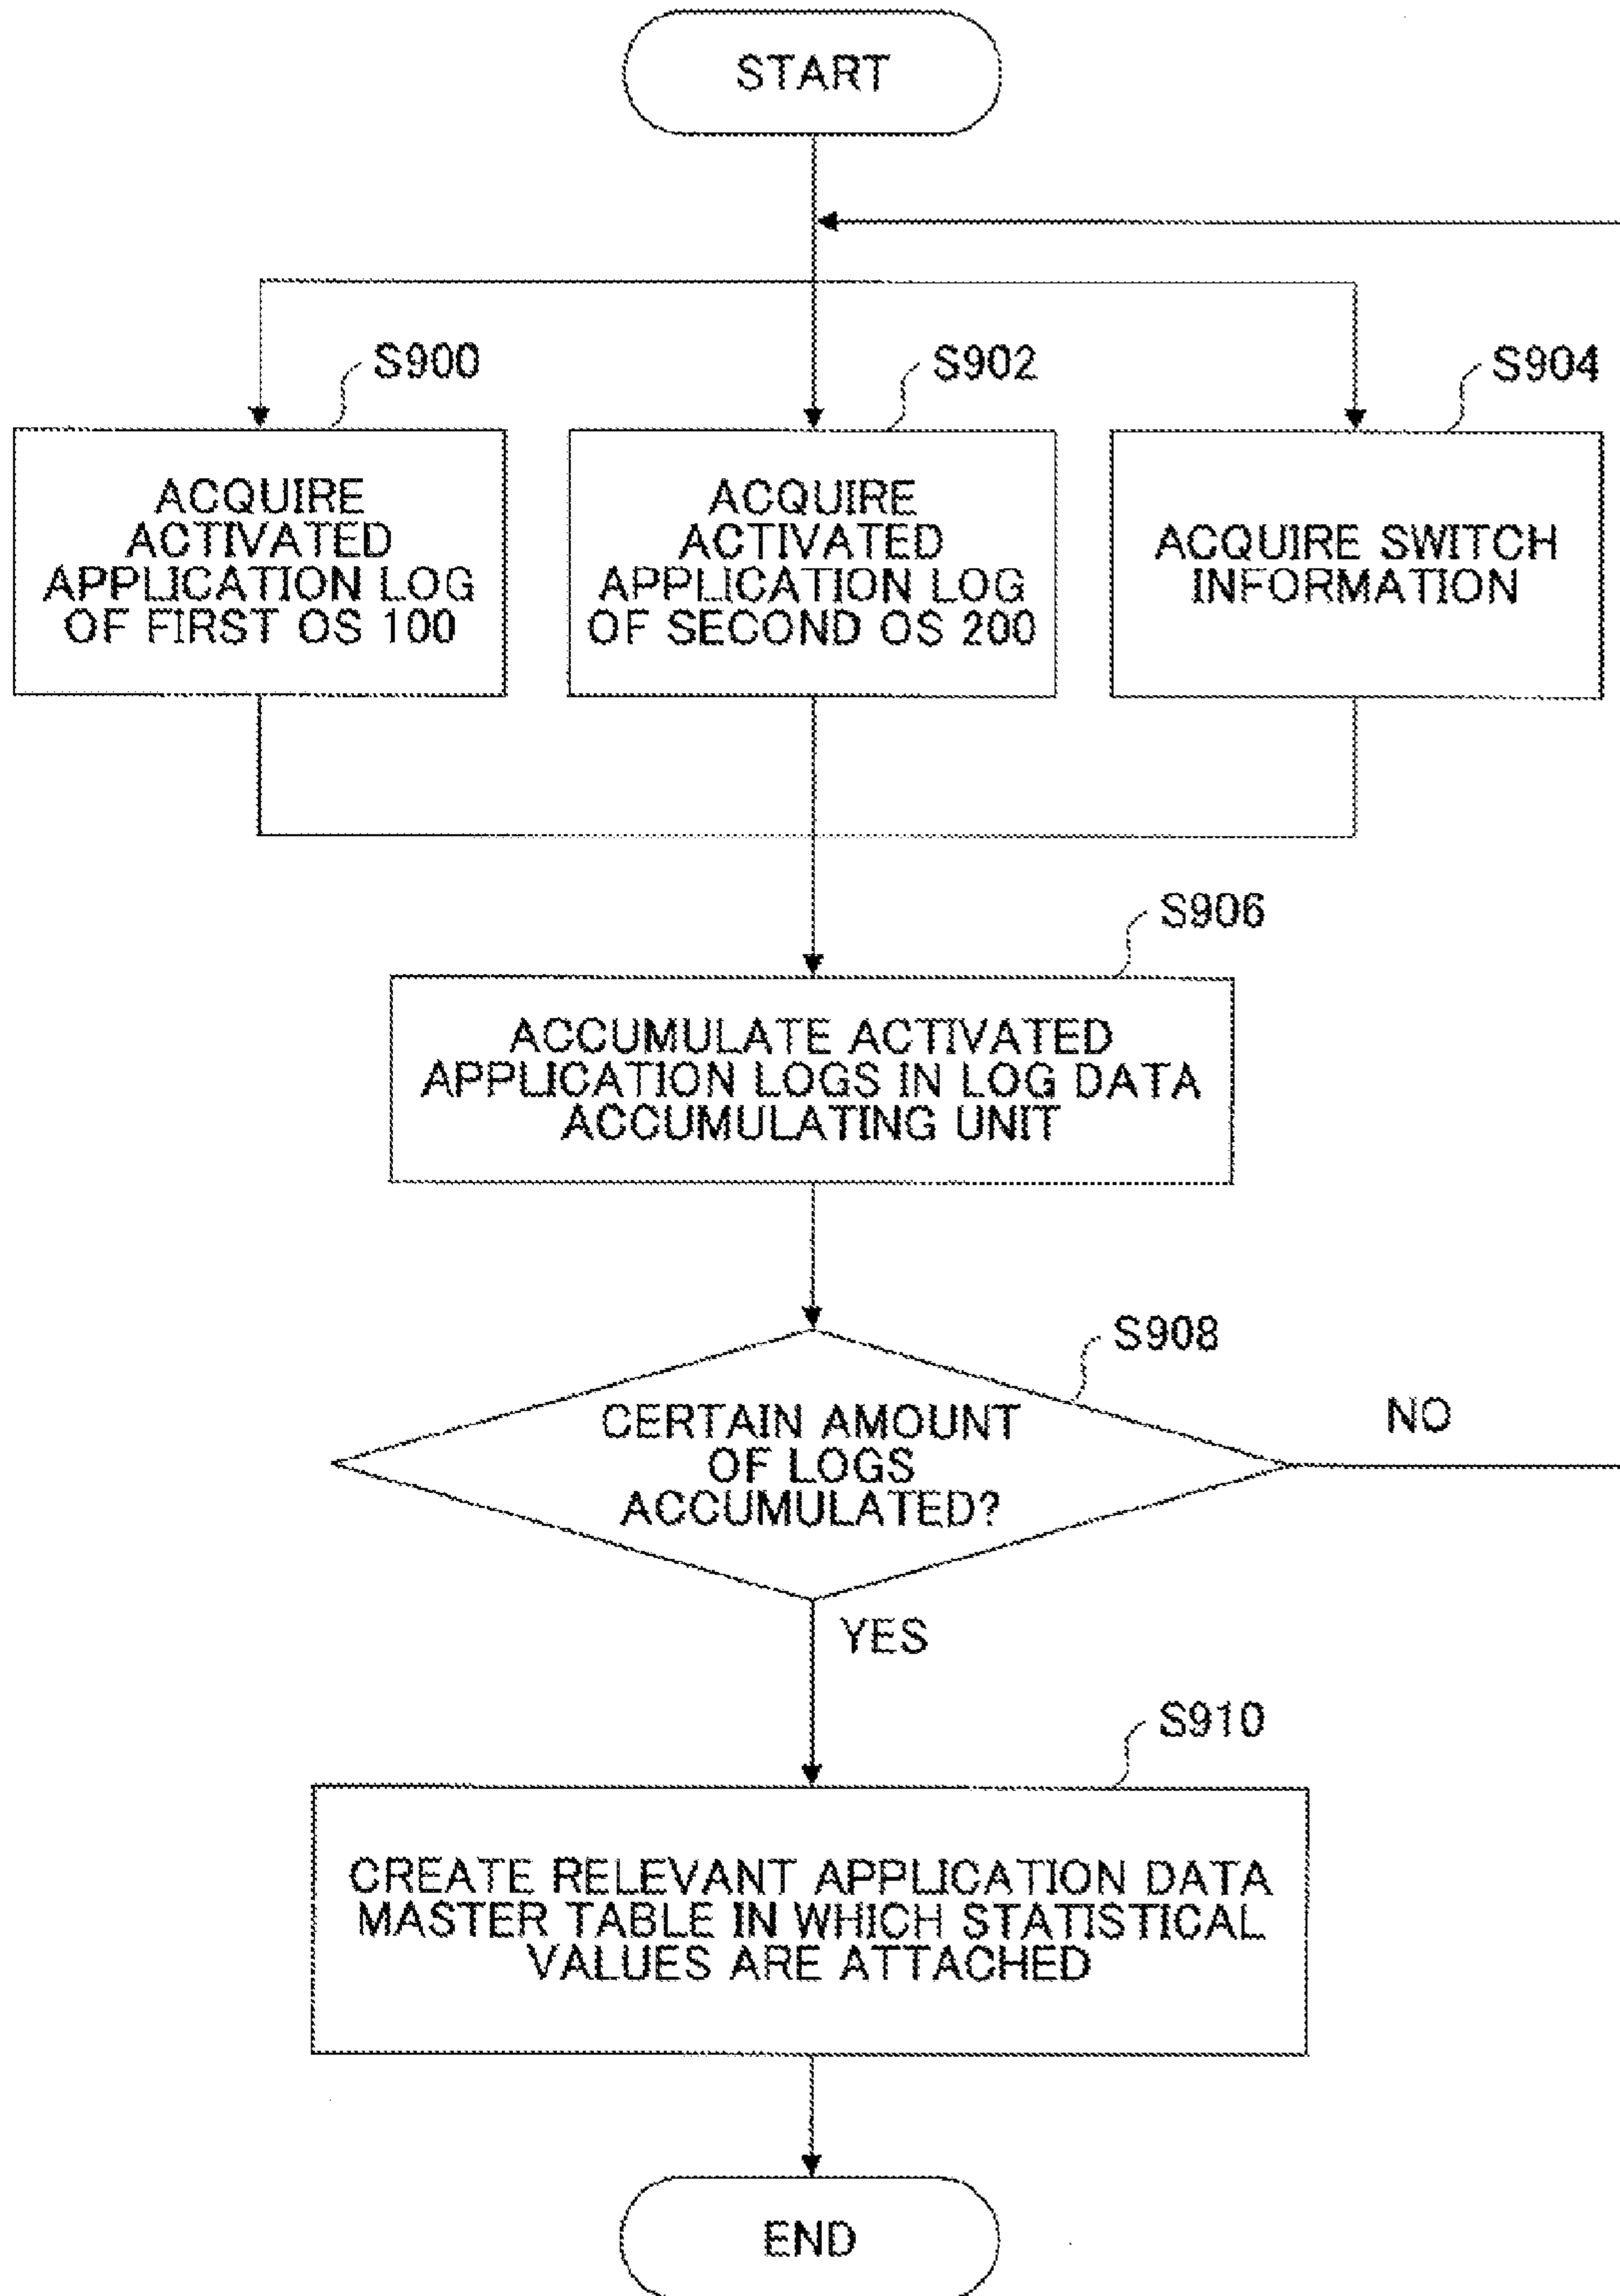 START
S900
S902
S904
ACQUIRE
ACTIVATED
APPLICATION LOG
OF FIRST OS 100
ACQUIRE
ACTIVATED
APPLICATION LOG
OF SECOND OS 200
ACQUIRE SWITCH
INFORMATION
S906
ACCUMULATE ACTIVATED
APPLICATION LOGS IN LOG DATA
ACCUMULATING UNIT
S908
CERTAIN AMOUNT
OF LOGS
ACCUMULATED?
NO
YES
S910
CREATE RELEVANT APPLICATION DATA
MASTER TABLE IN WHICH STATISTICAL
VALUES ARE ATTACHED
END